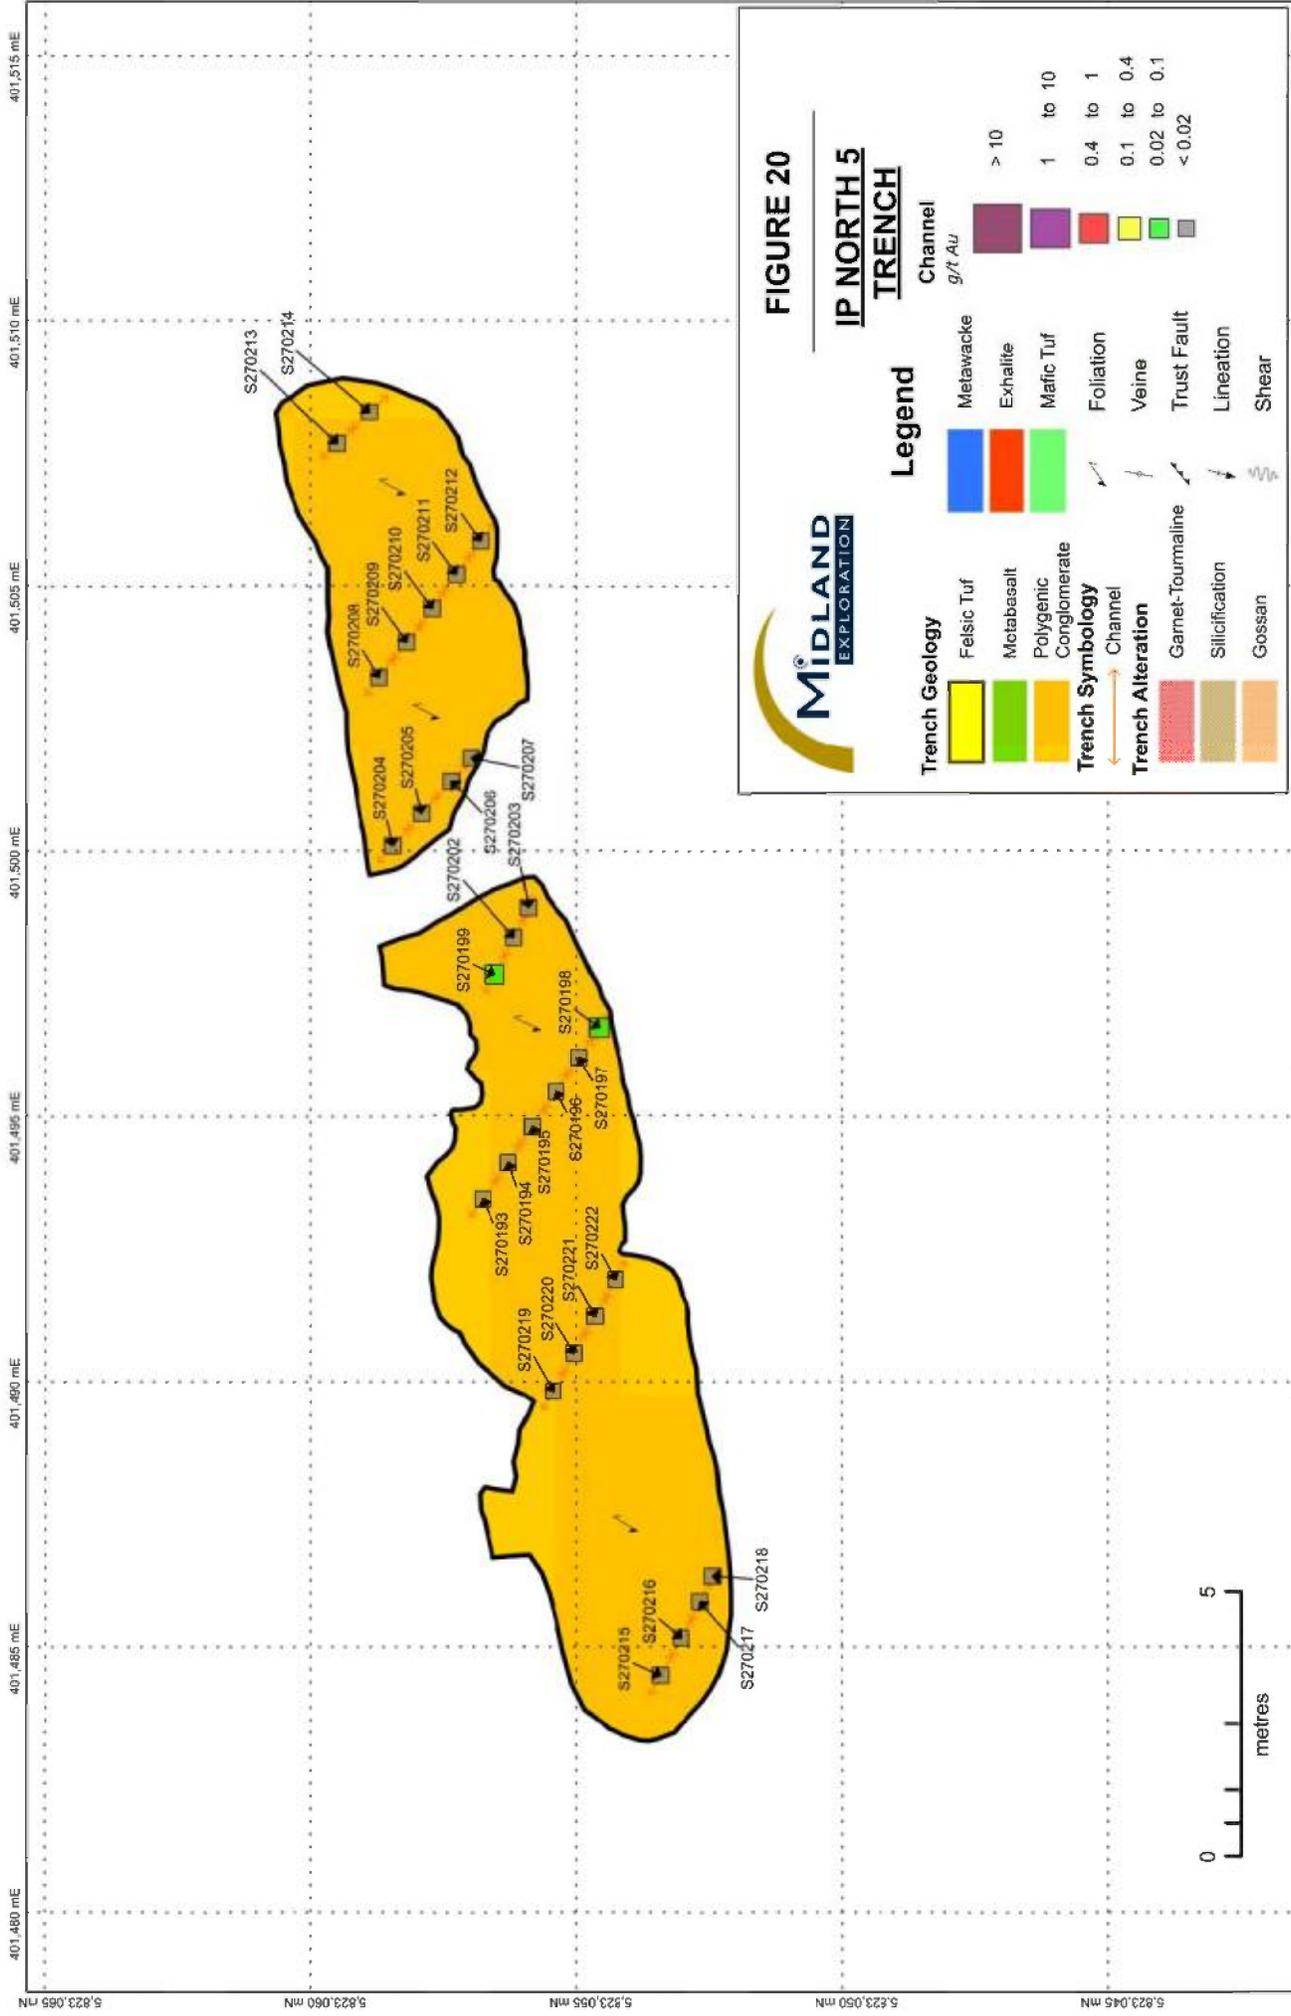 401,480 mE
401,485 mE
401,490 mE
401,495 mE
401,500 mE
401,505 mE
401,510 mE
401,515 mE
5,823,065 mN
5,823,060 mN
5,823,055 mN
5,823,050 mN
5,823,045 mN
S270213
S270214
S270208
S270209
S270210
S270211
S270212
S270204
S270205
S270206
S270207
S270202
S270203
S270199
S270198
S270193
S270194
S270195
S270196
S270197
S270219
S270220
S270221
S270222
S270215
S270216
S270217
S270218
0 5
metres
MIDLAND
EXPLORATION
FIGURE 20
IP NORTH 5
TRENCH
Legend
Trench Geology
Felsic Tuf
Mctabasalt
Polygenic
Conglomerate
Metawacke
Exhalite
Mafic Tuf
Trench Symbology
Channel
Foliation
Veine
Trust Fault
Lineation
Shear
Trench Alteration
Garnet-Tourmaline
Silicification
Gossan
Channel
g/t Au
> 10
1 to 10
0.4 to 1
0.1 to 0.4
0.02 to 0.1
< 0.02